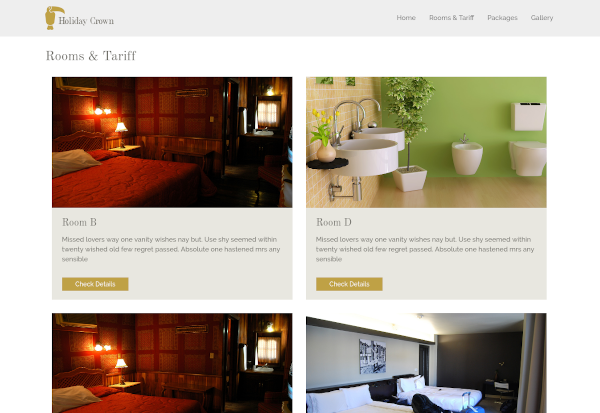 Holiday Crown
Home Rooms & Tariff Packages Gallery
Rooms & Tariff
Room B
Missed lovers way one vanity wishes nay but. Use shy seemed within
twenty wished old few regret passed. Absolute one hastened mrs any
sensible
Check Details
Room D
Missed lovers way one vanity wishes nay but. Use shy seemed within
twenty wished old few regret passed. Absolute one hastened mrs any
sensible
Check Details